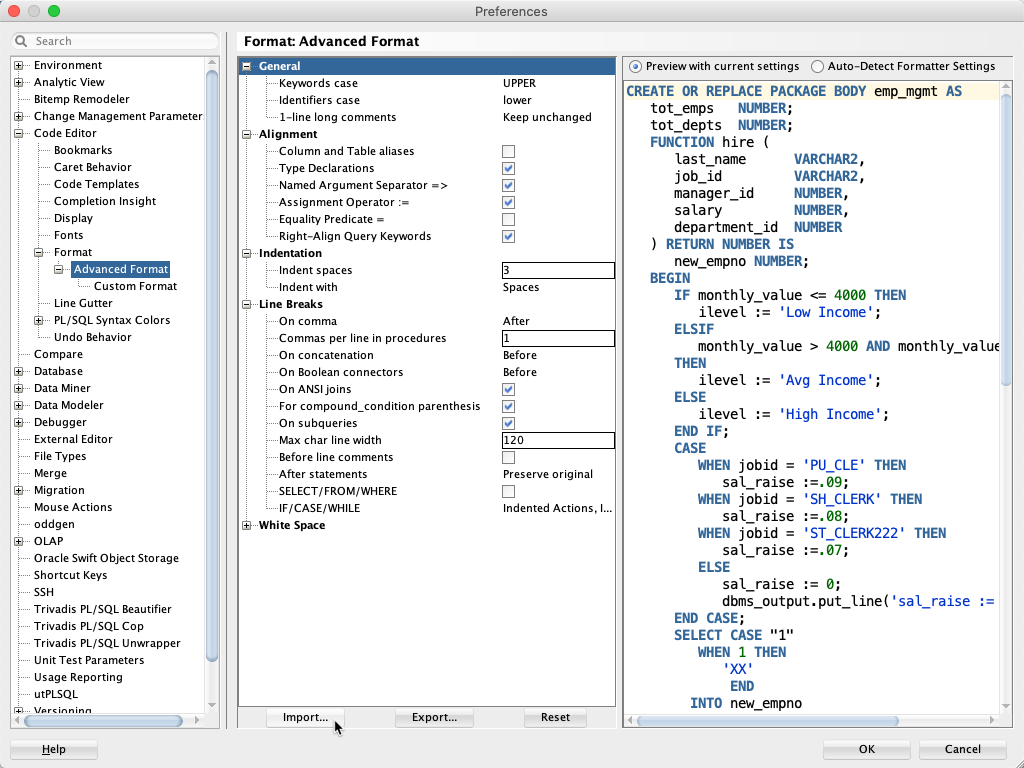 Preferences
Search
Environment
Analytic View
Bitemp Remodeler
Change Management Parameter
Code Editor
Bookmarks
Caret Behavior
Code Templates
Completion Insight
Display
Fonts
Format
Advanced Format
Custom Format
Line Gutter
PL/SQL Syntax Colors
Undo Behavior
Compare
Database
Data Miner
Data Modeler
Debugger
External Editor
File Types
Merge
Migration
Mouse Actions
oddgen
OLAP
Oracle Swift Object Storage
Shortcut Keys
SSH
Trivadis PL/SQL Beautifier
Trivadis PL/SQL Cop
Trivadis PL/SQL Unwrapper
Unit Test Parameters
Usage Reporting
utPLSQL
Versioning
Format: Advanced Format
General
Keywords case UPPER
Identifiers case lower
1-line long comments Keep unchanged
Alignment
Column and Table aliases
Type Declarations
Named Argument Separator =>
Assignment Operator :=
Equality Predicate =
Right-Align Query Keywords
Indentation
Indent spaces 3
Indent with Spaces
Line Breaks
On comma After
Commas per line in procedures 1
On concatenation Before
On Boolean connectors Before
On ANSI joins
For compound_condition parenthesis
On subqueries
Max char line width 120
Before line comments
After statements Preserve original
SELECT/FROM/WHERE
IF/CASE/WHILE Indented Actions, I...
White Space
Import... Export... Reset
Preview with current settings Auto-Detect Formatter Settings
CREATE OR REPLACE PACKAGE BODY emp_mgmt AS
tot_emps NUMBER;
tot_depts NUMBER;
FUNCTION hire (
last_name VARCHAR2,
job_id VARCHAR2,
manager_id NUMBER,
salary NUMBER,
department_id NUMBER
) RETURN NUMBER IS
new_empno NUMBER;
BEGIN
IF monthly_value <= 4000 THEN
ilevel := 'Low Income';
ELSIF
monthly_value > 4000 AND monthly_value
THEN
ilevel := 'Avg Income';
ELSE
ilevel := 'High Income';
END IF;
CASE
WHEN jobid = 'PU_CLE' THEN
sal_raise :=.09;
WHEN jobid = 'SH_CLERK' THEN
sal_raise :=.08;
WHEN jobid = 'ST_CLERK222' THEN
sal_raise :=.07;
ELSE
sal_raise := 0;
dbms_output.put_line('sal_raise :=
END CASE;
SELECT CASE "1"
WHEN 1 THEN
'XX'
END
INTO new_empno
Help OK Cancel